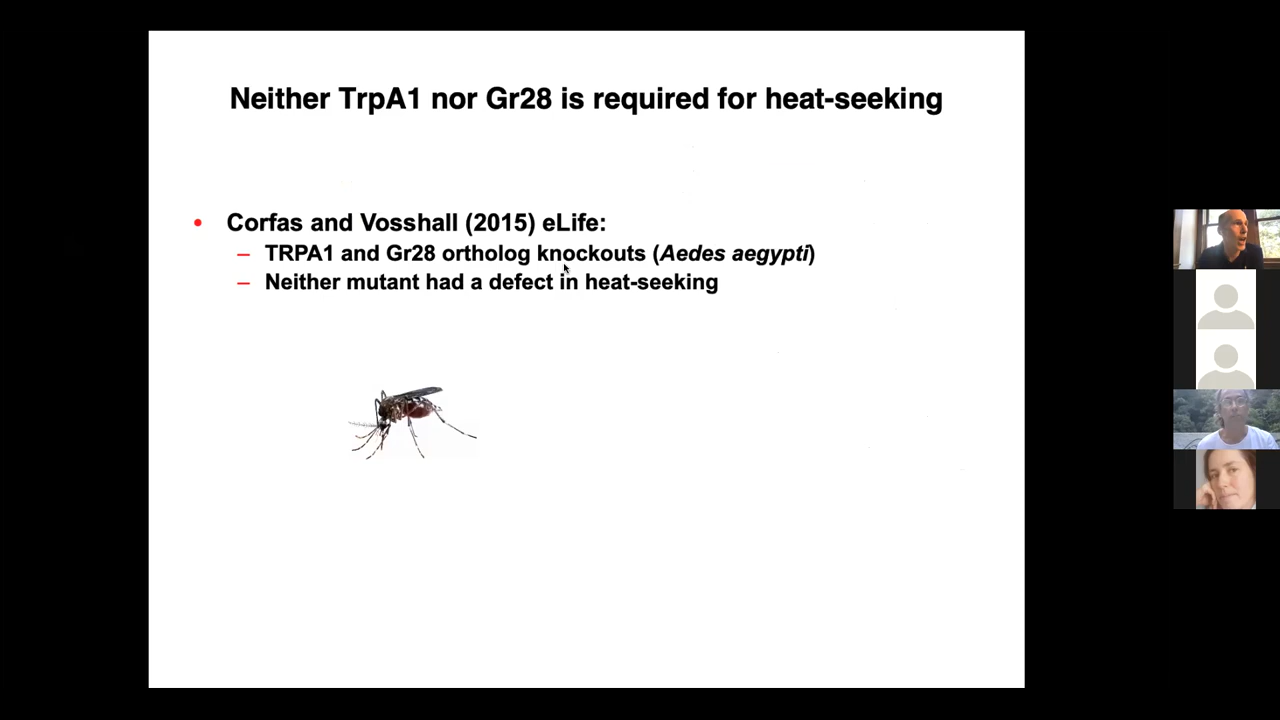 Neither TrpA1 nor Gr28 is required for heat-seeking
• Corfas and Vosshall (2015) eLife:
– TRPA1 and Gr28 ortholog knockouts (Aedes aegypti)
– Neither mutant had a defect in heat-seeking